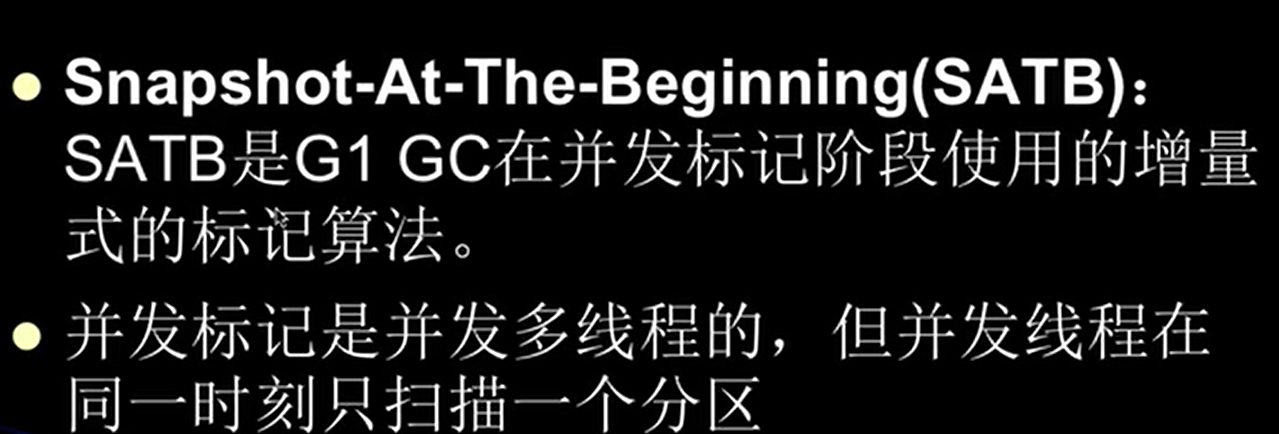 Snapshot-At-The-Beginning(SATB)：
SATB是G1 GC在并发标记阶段使用的增量
式的标记算法。
并发标记是并发多线程的，但并发线程在
同一时刻只扫描一个分区